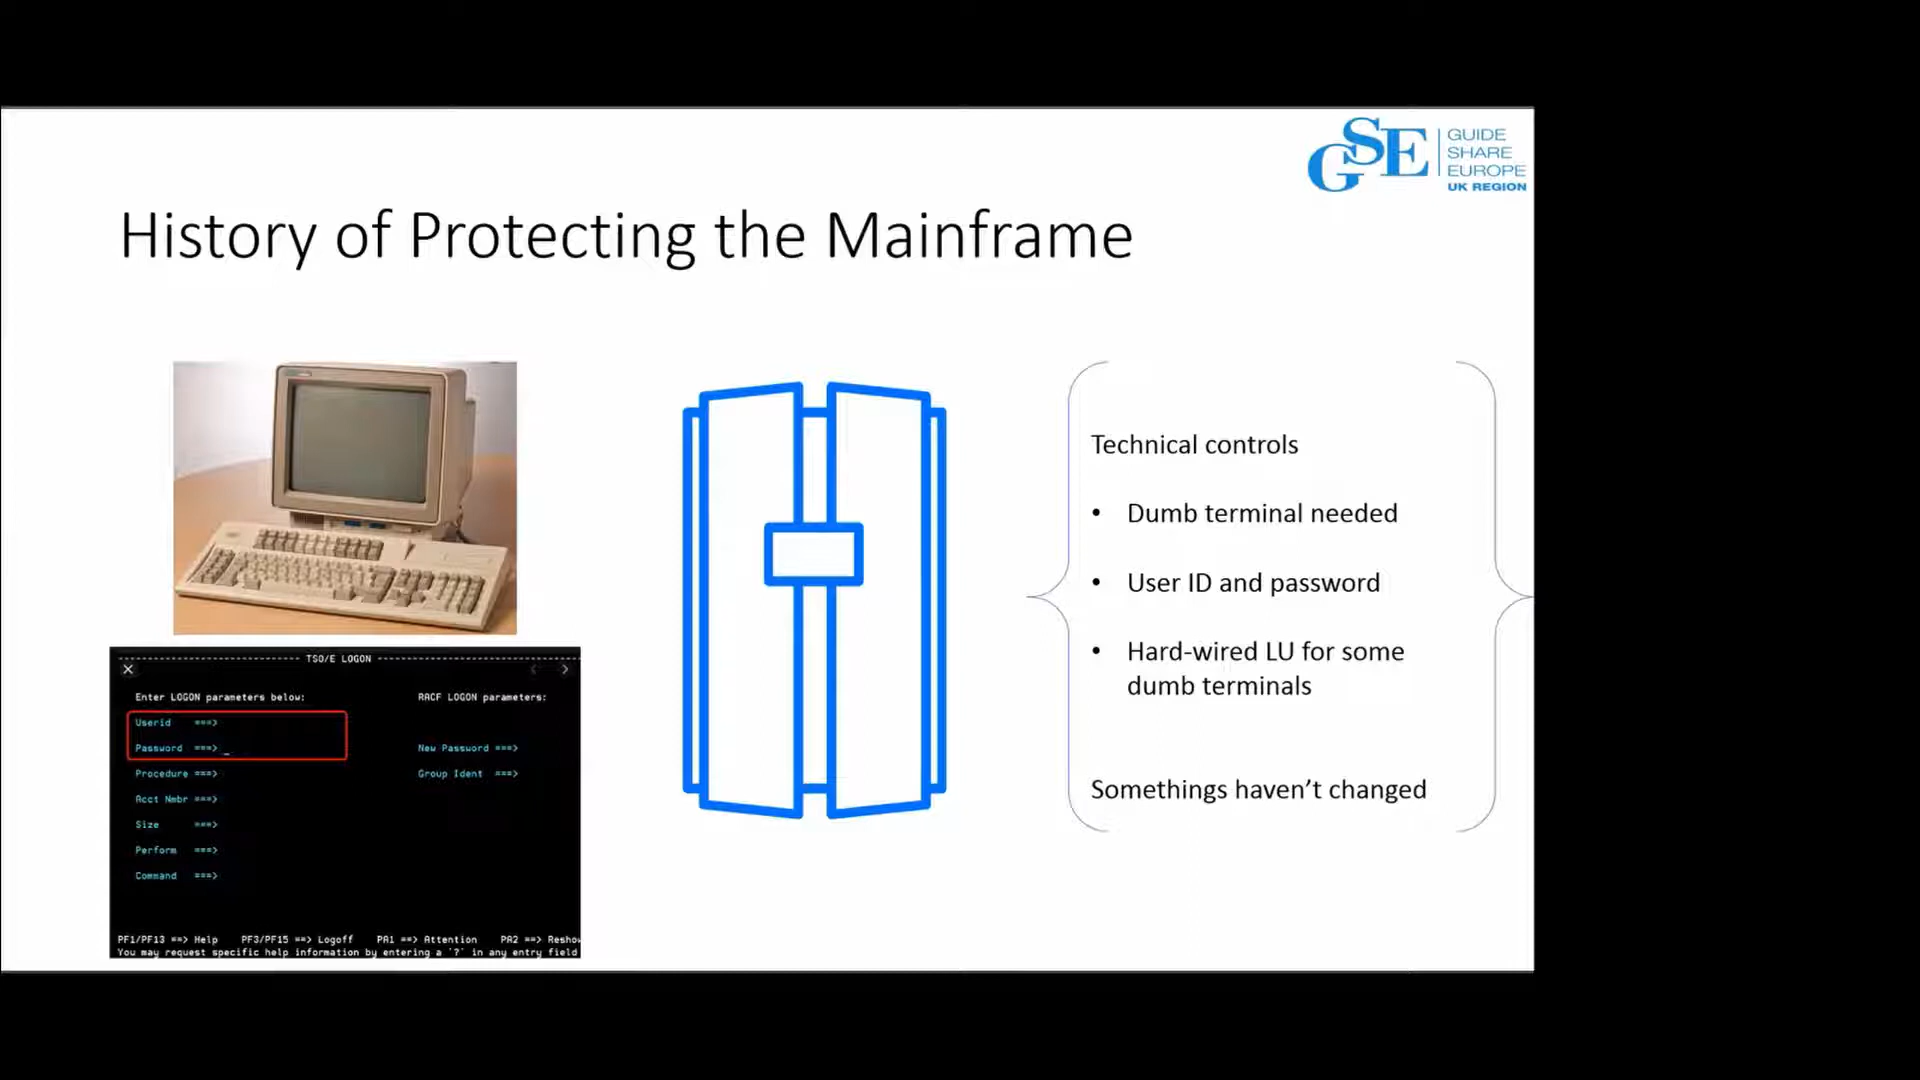 GSE
GUIDE
SHARE
EUROPE
UK REGION
History of Protecting the Mainframe
TSO/E LOGON
Enter LOGON parameters below:
RACF LOGON parameters:
Userid ===>
Password ===> _
New Password ===>
Procedure ===>
Group Ident ===>
Acct Nmbr ===>
Size ===>
Perform ===>
Command ===>
PF1/PF13 ==> Help PF3/PF15 ==> Logoff PA1 ==> Attention PA2 ==> Reshow
You may request specific help information by entering a '?' in any entry field
Technical controls
• Dumb terminal needed
• User ID and password
• Hard-wired LU for some
dumb terminals
Somethings haven’t changed